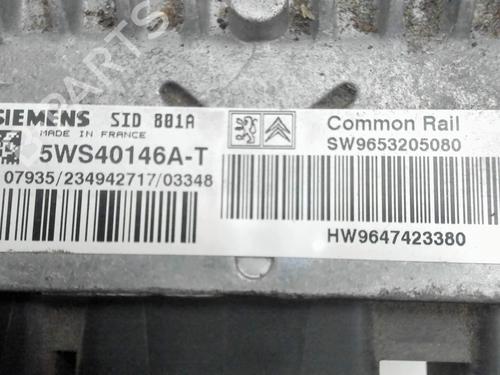 SIEMENS SID 801A
MADE IN FRANCE
5WS40146A-T
07935/234942717/03348
Common Rail
SW9653205080
HW9647423380